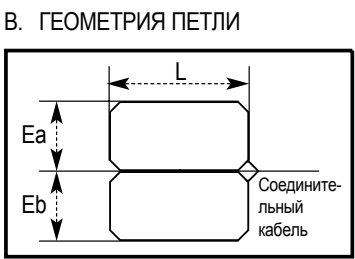 B. ГЕОМЕТРИЯ ПЕТЛИ
L
Ea
Eb
Соедините-
льный
кабель